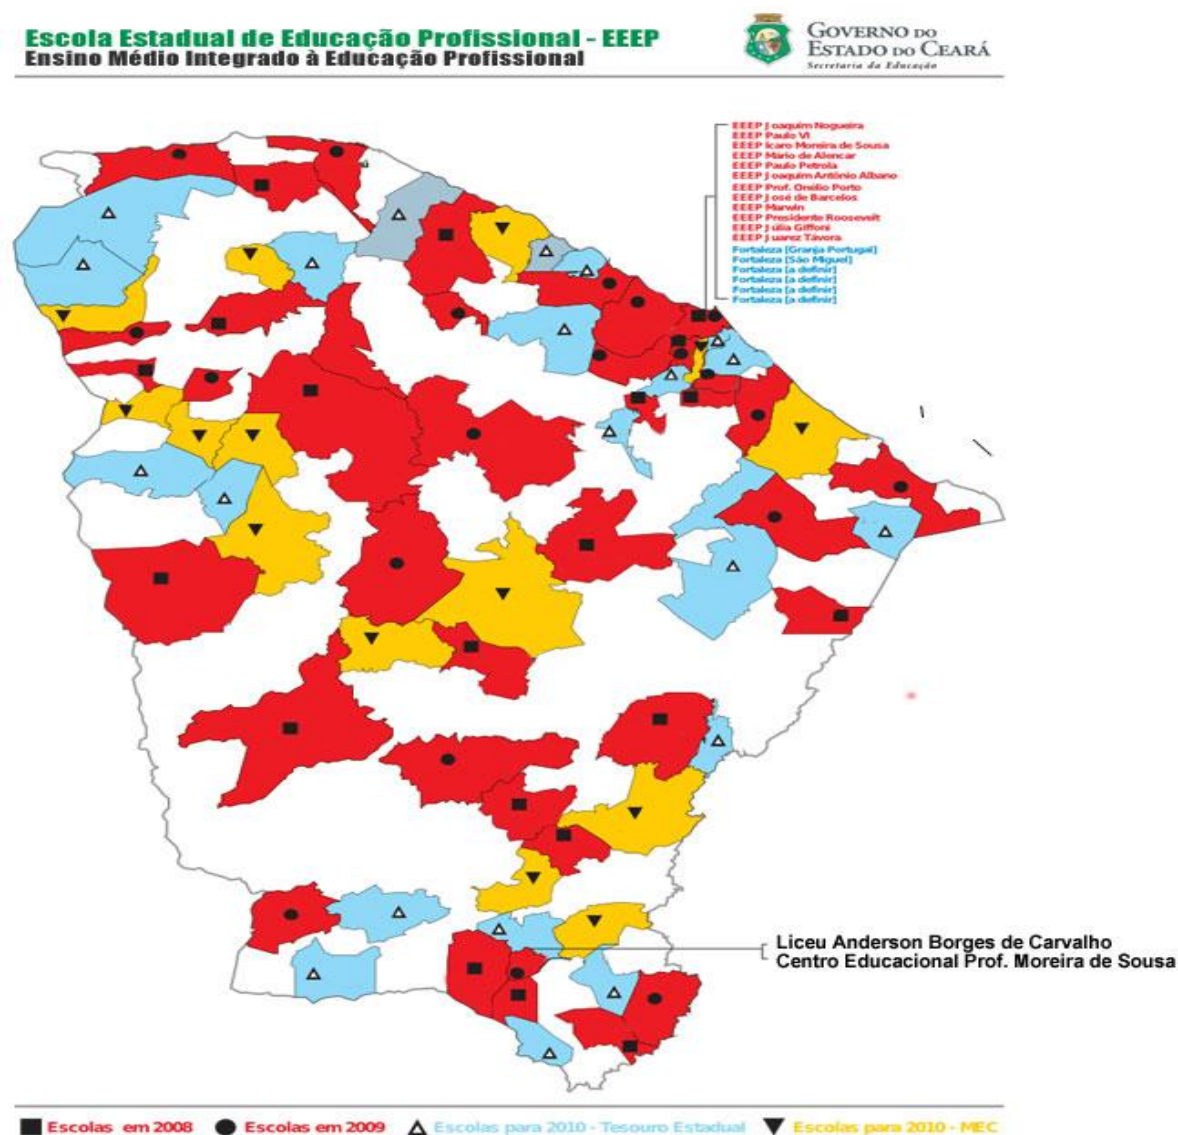 Escola Estadual de Educação Profissional - EEEP
Ensino Médio Integrado à Educação Profissional
GOVERNO DO
ESTADO DO CEARÁ
Secretaria da Educação
EEEP Joaquim Nogueira
EEEP Paulo VI
EEEP Ícaro Moreira de Sousa
EEEP Mário de Alencar
EEEP Paulo Petrola
EEEP Joaquim Antônio Albano
EEEP Prof. Onélio Porto
EEEP José de Barcelos
EEEP Marwin
EEEP Presidente Roosevelt
EEEP Júlia Giffoni
EEEP Juarez Távora
Fortaleza [Granja Portugal]
Fortaleza [São Miguel]
Fortaleza [a definir]
Fortaleza [a definir]
Fortaleza [a definir]
Fortaleza [a definir]
Liceu Anderson Borges de Carvalho
Centro Educacional Prof. Moreira de Sousa
Escolas em 2008
Escolas em 2009
Escolas para 2010 - Tesouro Estadual
Escolas para 2010 - MEC